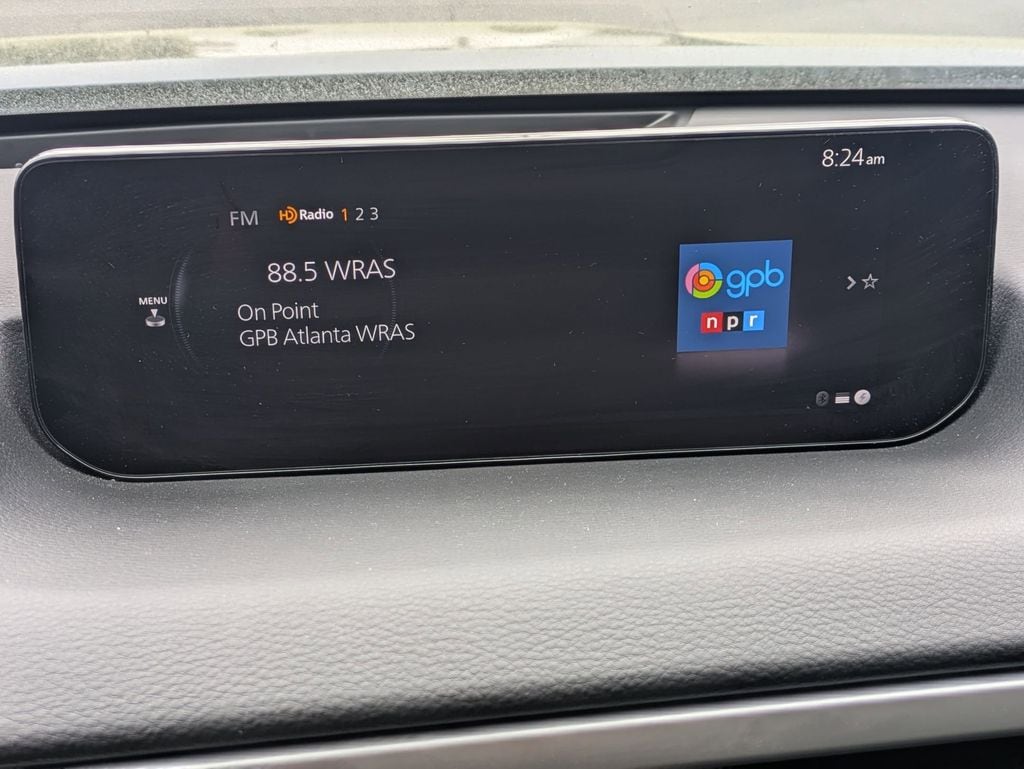 8:24am
FM HD Radio 1 2 3
88.5 WRAS
MENU
On Point
GPB Atlanta WRAS
gpb
npr